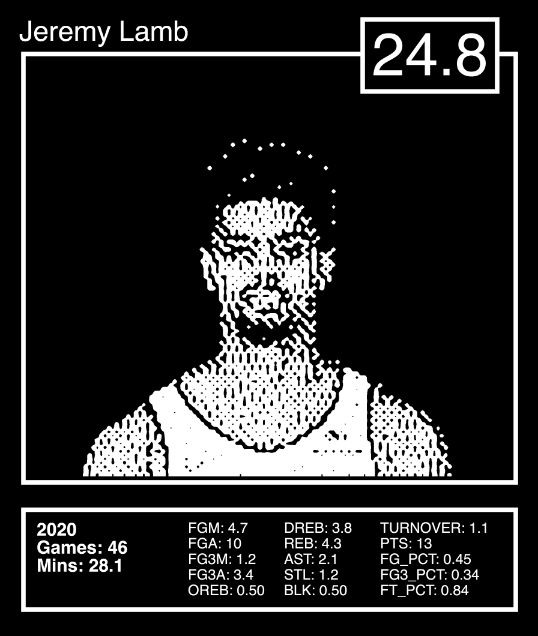 Jeremy Lamb
24.8
2020
Games: 46
Mins: 28.1
FGM: 4.7
FGA: 10
FG3M: 1.2
FG3A: 3.4
OREB: 0.50
DREB: 3.8
REB: 4.3
AST: 2.1
STL: 1.2
BLK: 0.50
TURNOVER: 1.1
PTS: 13
FG_PCT: 0.45
FG3_PCT: 0.34
FT_PCT: 0.84